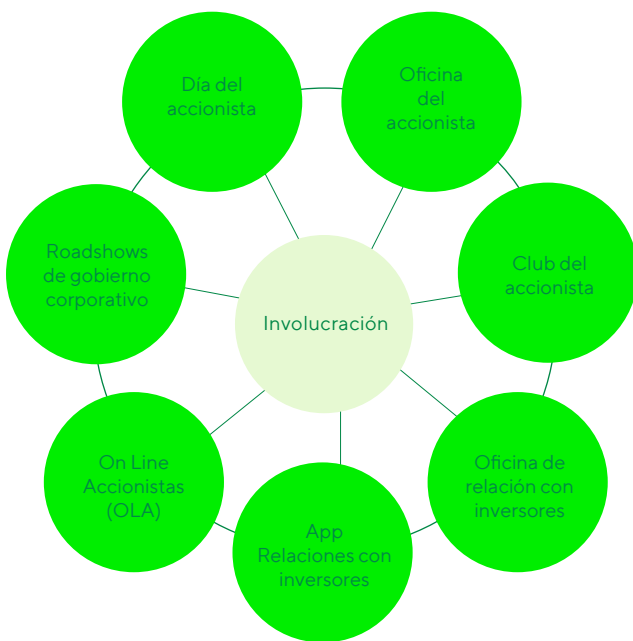 Día del
accionista
Oficina
del
accionista
Club del
accionista
Oficina de
relación con
inversores
App
Relaciones con
inversores
On Line
Accionistas
(OLA)
Roadshows
de gobierno
corporativo
Involucración